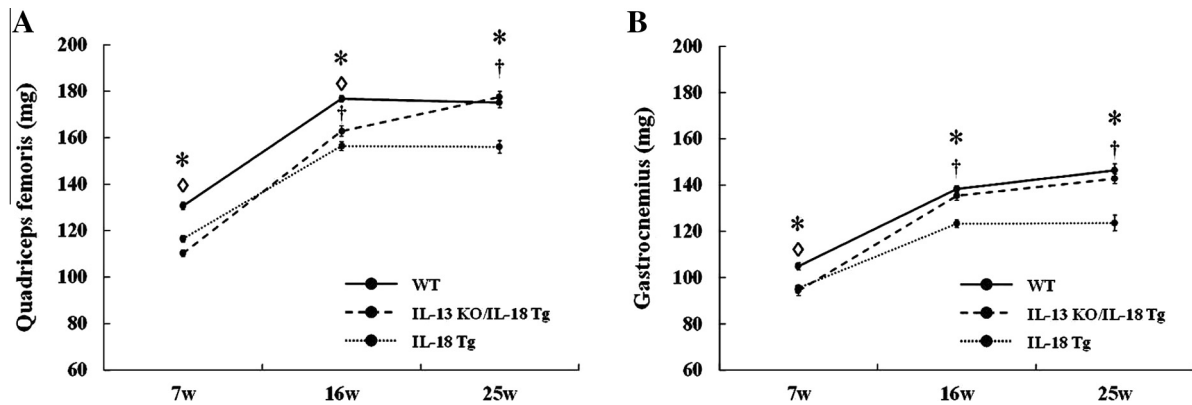 A
Quadriceps femoris (mg)
200
180
160
140
120
100
80
60
*
◊
*
◊
†
*
†
WT
IL-13 KO/IL-18 Tg
IL-18 Tg
7w 16w 25w
B
Gastrocnemius (mg)
200
180
160
140
120
100
80
60
*
◊
*
†
*
†
WT
IL-13 KO/IL-18 Tg
IL-18 Tg
7w 16w 25w